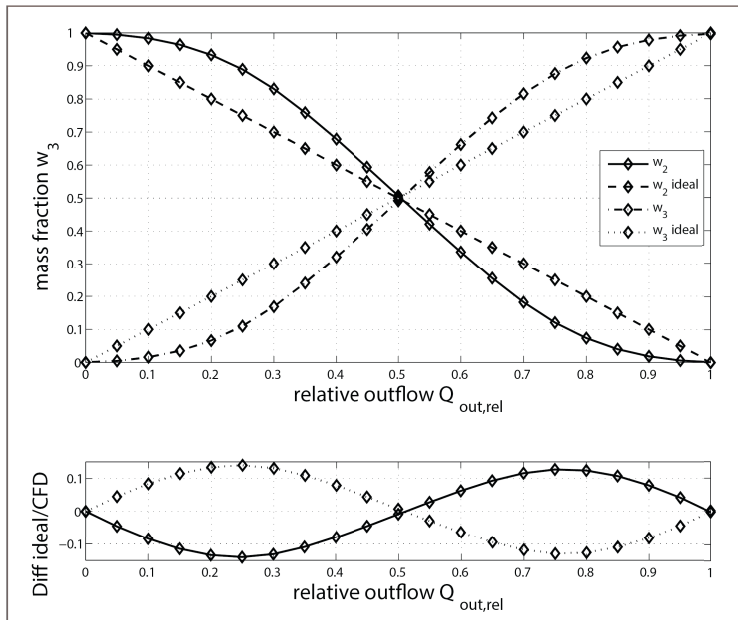 mass fraction w3
1
0.9
0.8
0.7
0.6
0.5
0.4
0.3
0.2
0.1
0
w2
w2 ideal
w3
w3 ideal
0 0.1 0.2 0.3 0.4 0.5 0.6 0.7 0.8 0.9 1
relative outflow Q out,rel
Diff ideal/CFD
0.1
0
−0.1
0 0.1 0.2 0.3 0.4 0.5 0.6 0.7 0.8 0.9 1
relative outflow Q out,rel